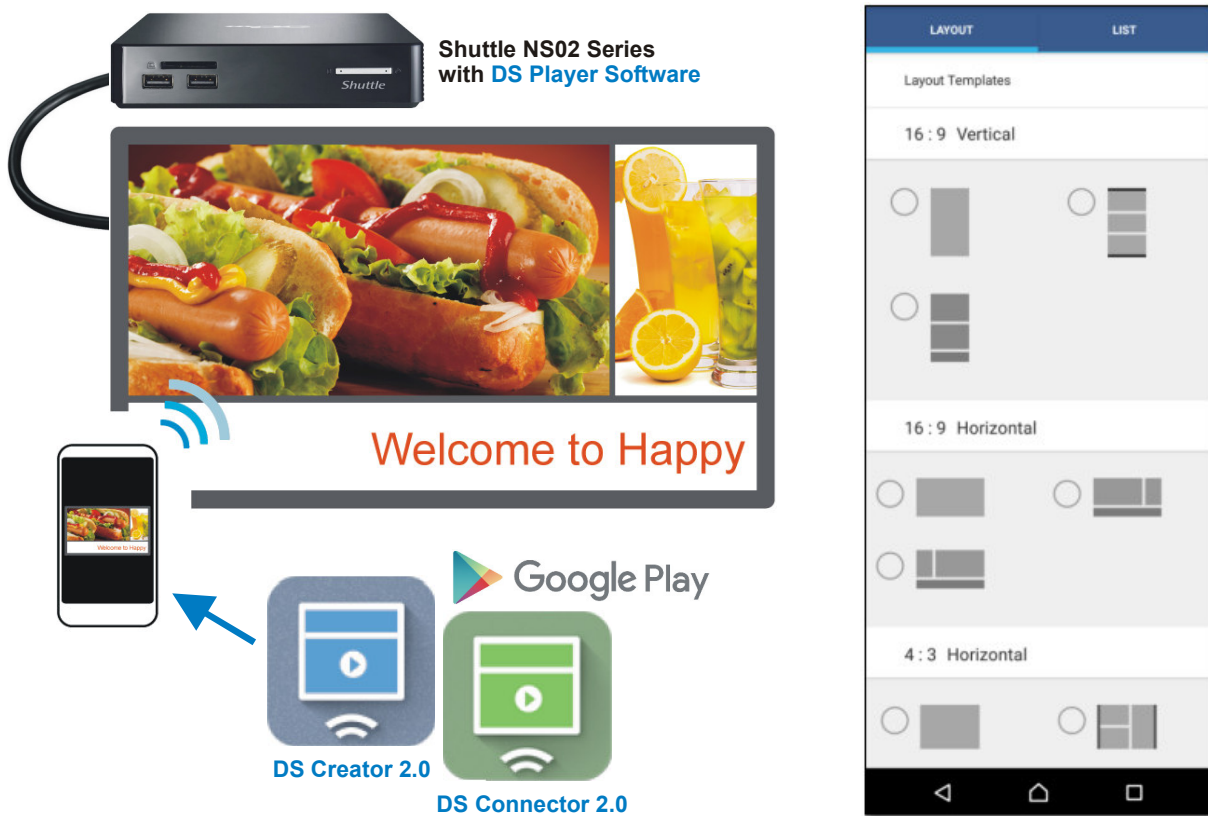 Shuttle NS02 Series
with DS Player Software
Shuttle
Welcome to Happy
Welcome to Happy
Google Play
DS Creator 2.0
DS Connector 2.0
LAYOUT LIST
Layout Templates
16 : 9 Vertical
16 : 9 Horizontal
4 : 3 Horizontal